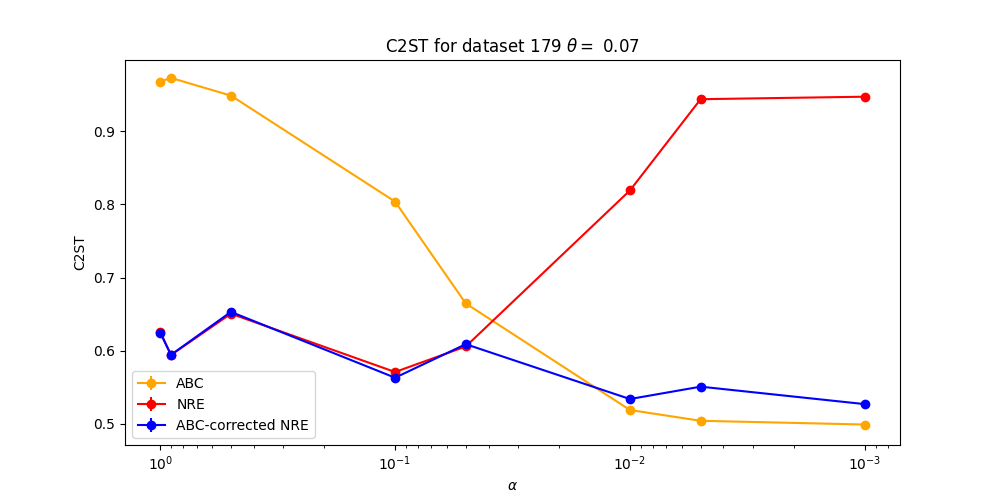 C2ST for dataset 179 θ = 0.07
C2ST
0.9
0.8
0.7
0.6
0.5
ABC
NRE
ABC-corrected NRE
10⁰
10⁻¹
10⁻²
10⁻³
α